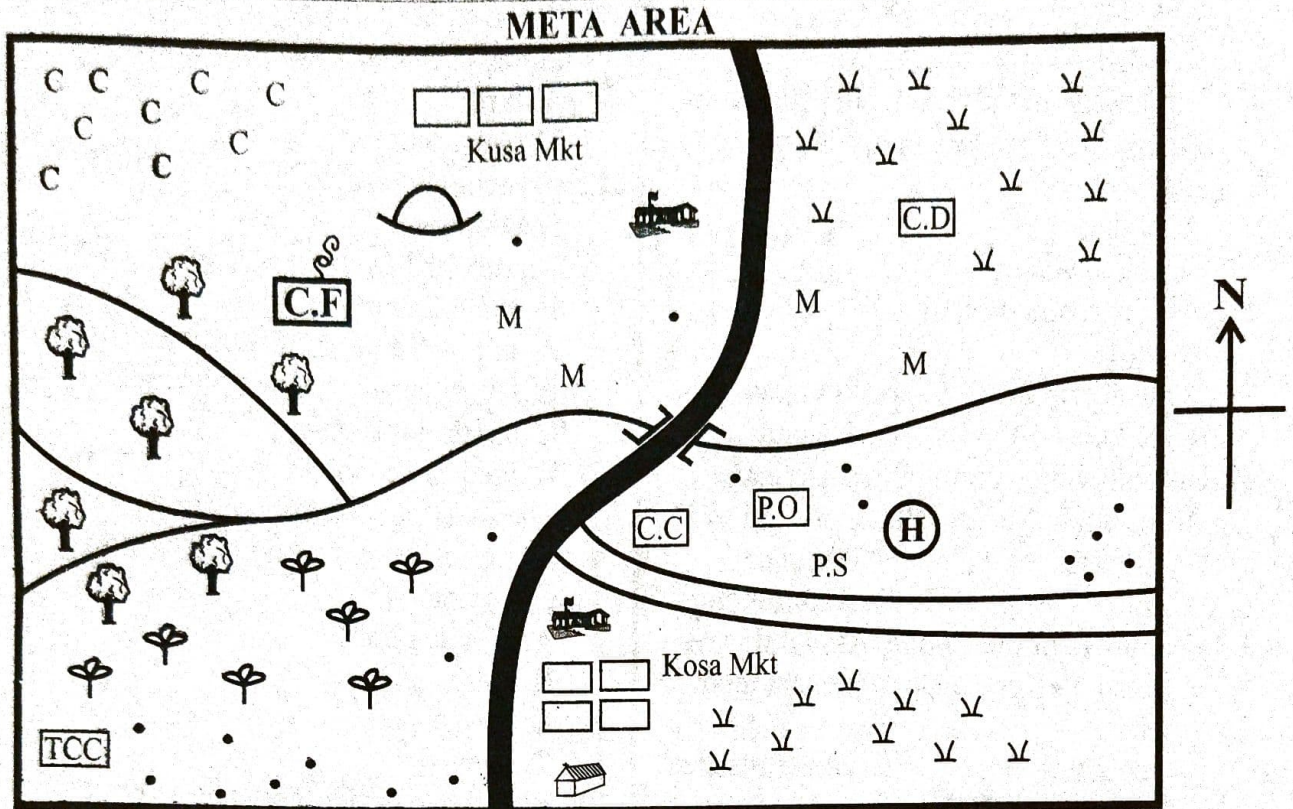 META AREA
C C C C
C C
C C
C
Kusa Mkt
C.D
N
C.F
M M
M M
C.C P.O H
P.S
Kosa Mkt
TCC